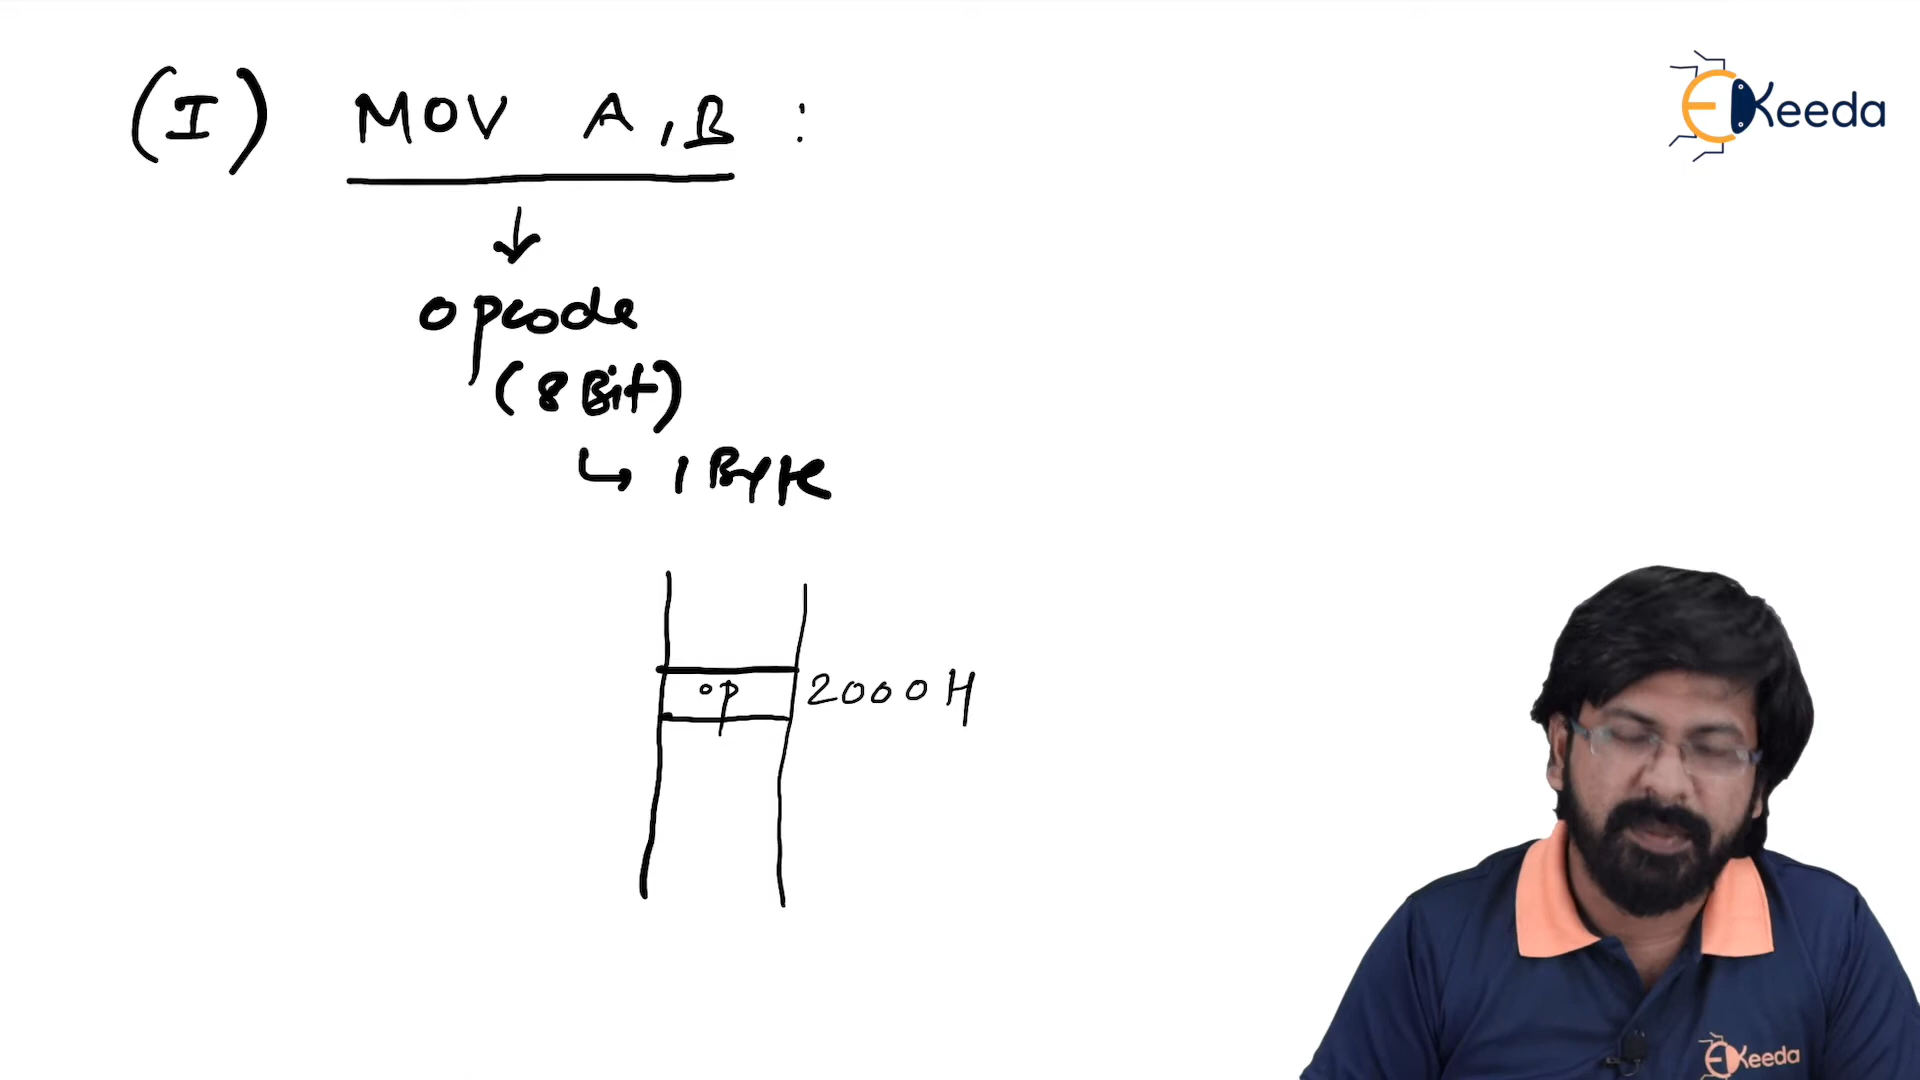 (I) MOV A,B :
Opcode
(8 Bit)
1 Byte
op 2000H
EKeeda
EKeeda